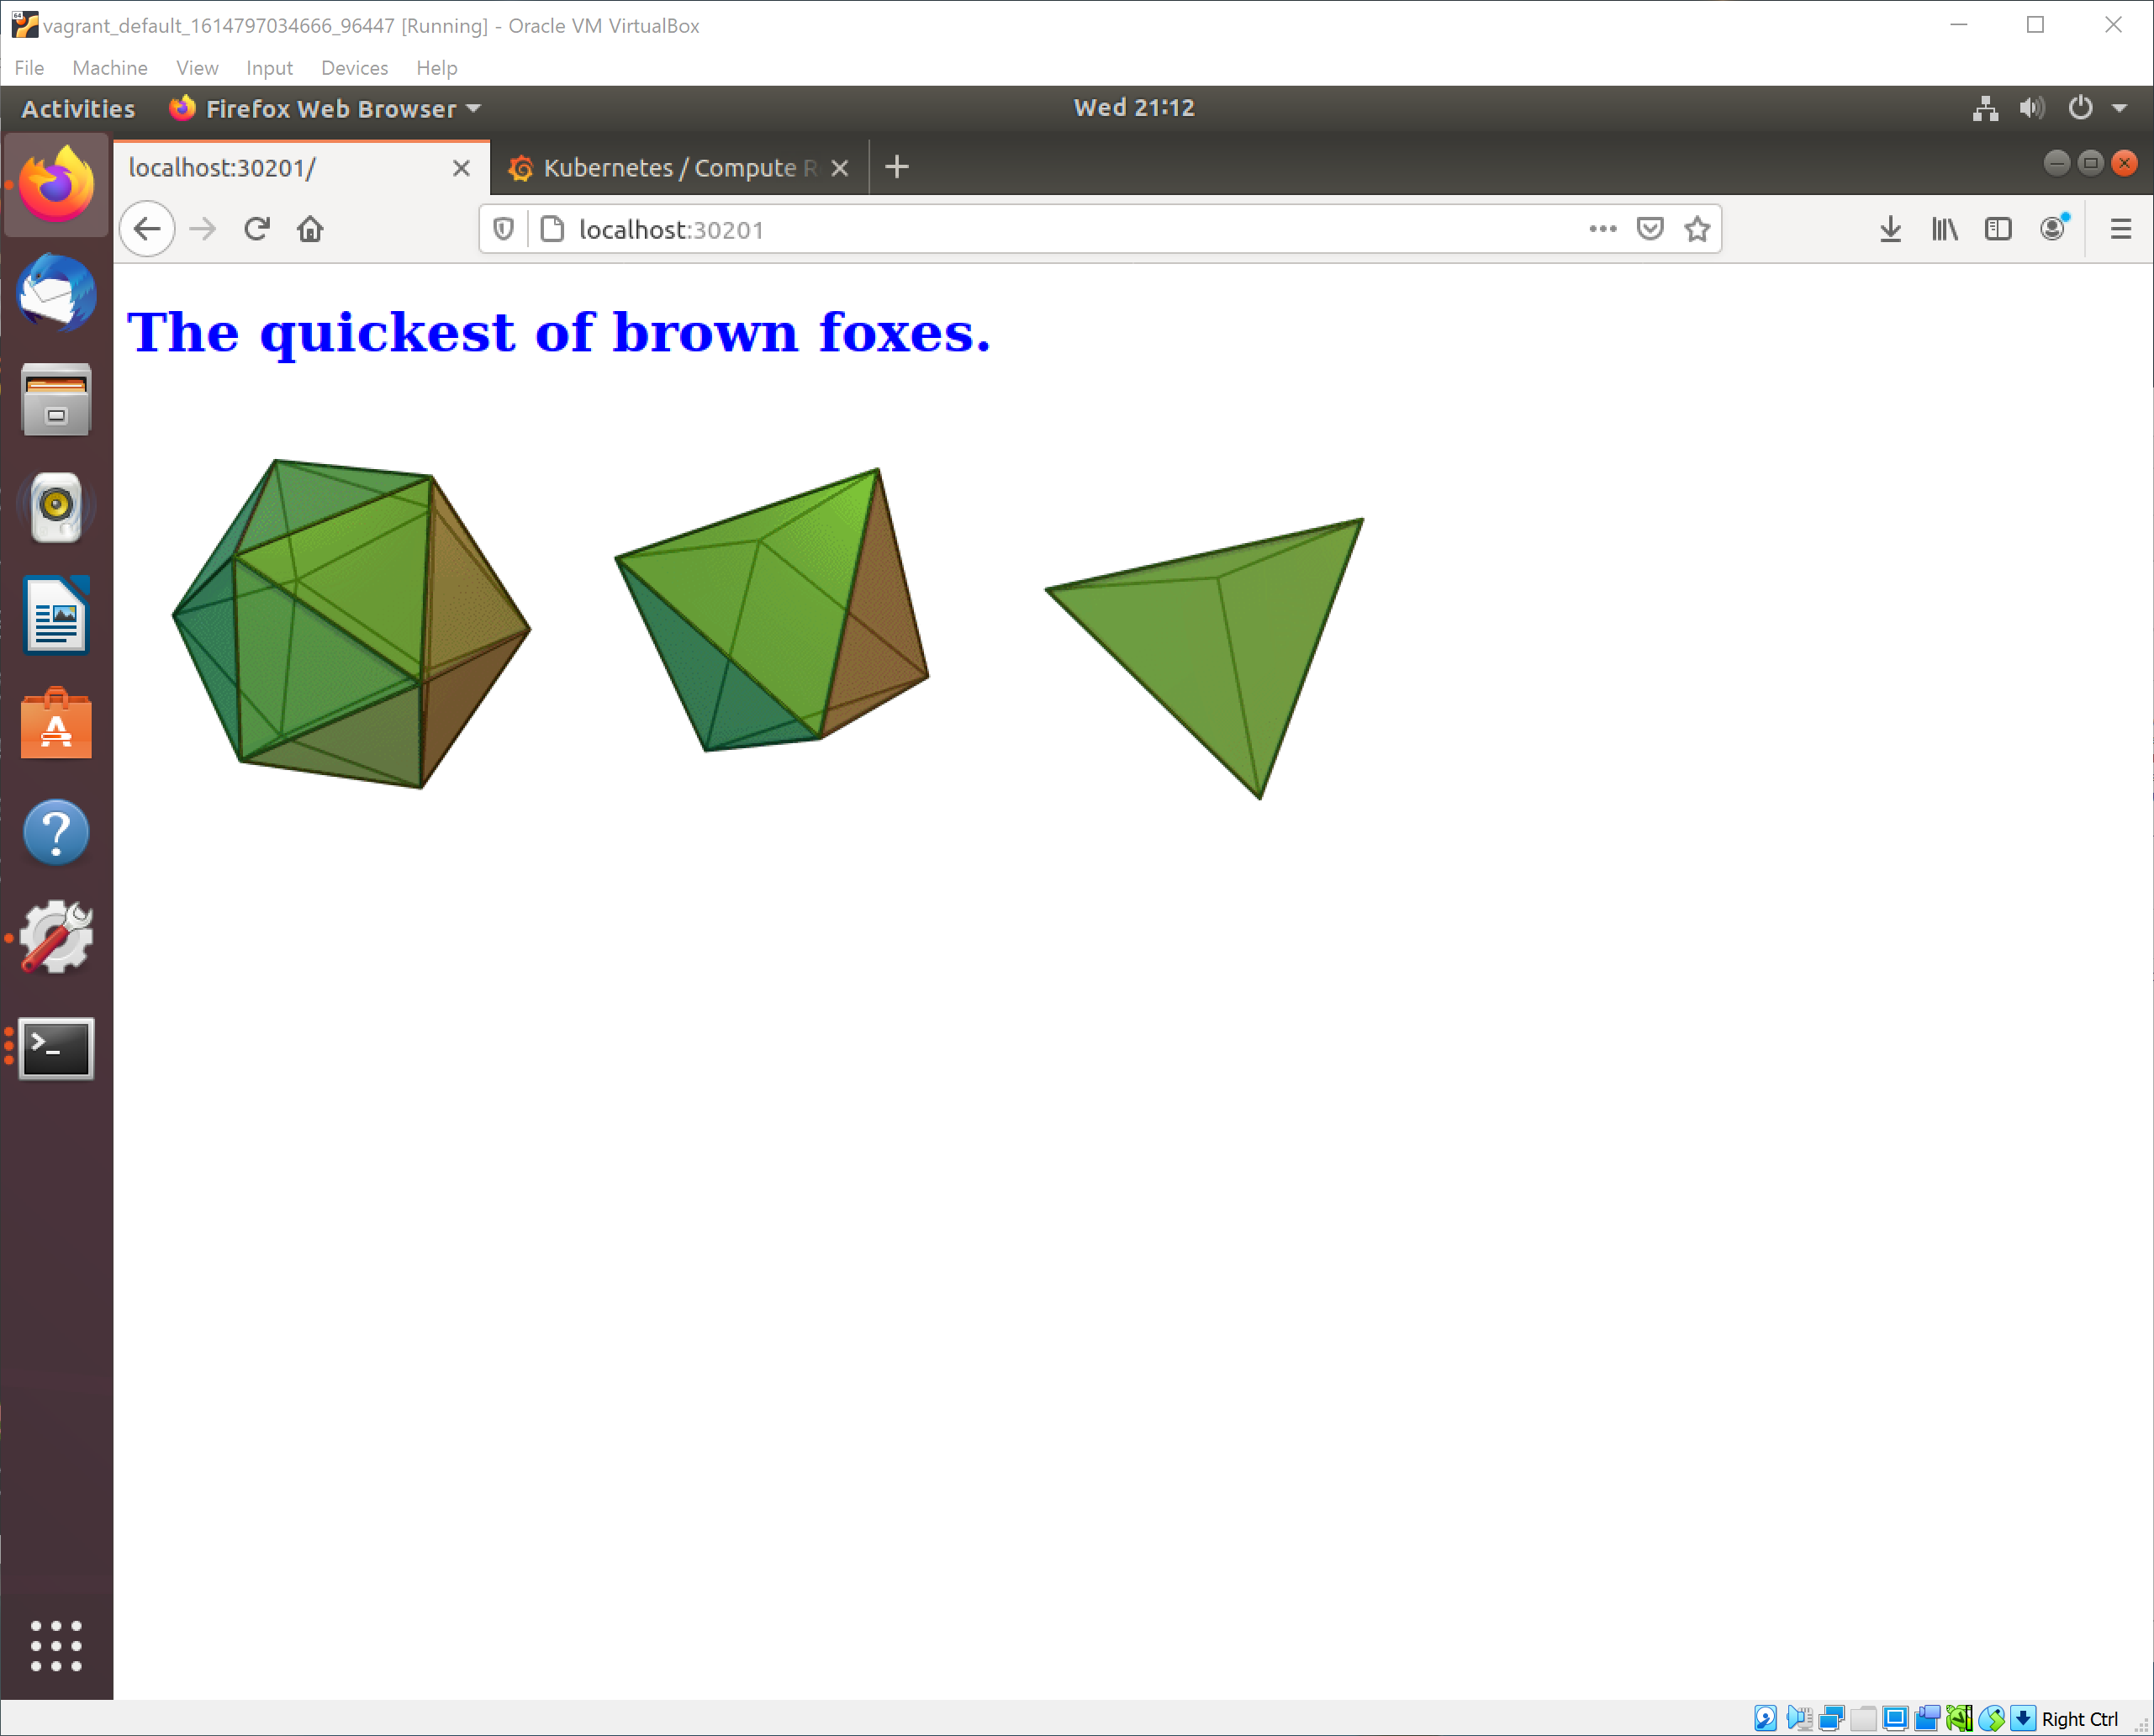 vagrant_default_1614797034666_96447 [Running] - Oracle VM VirtualBox
File Machine View Input Devices Help
Activities Firefox Web Browser Wed 21:12
localhost:30201/ Kubernetes / Compute R
localhost:30201
The quickest of brown foxes.
Right Ctrl